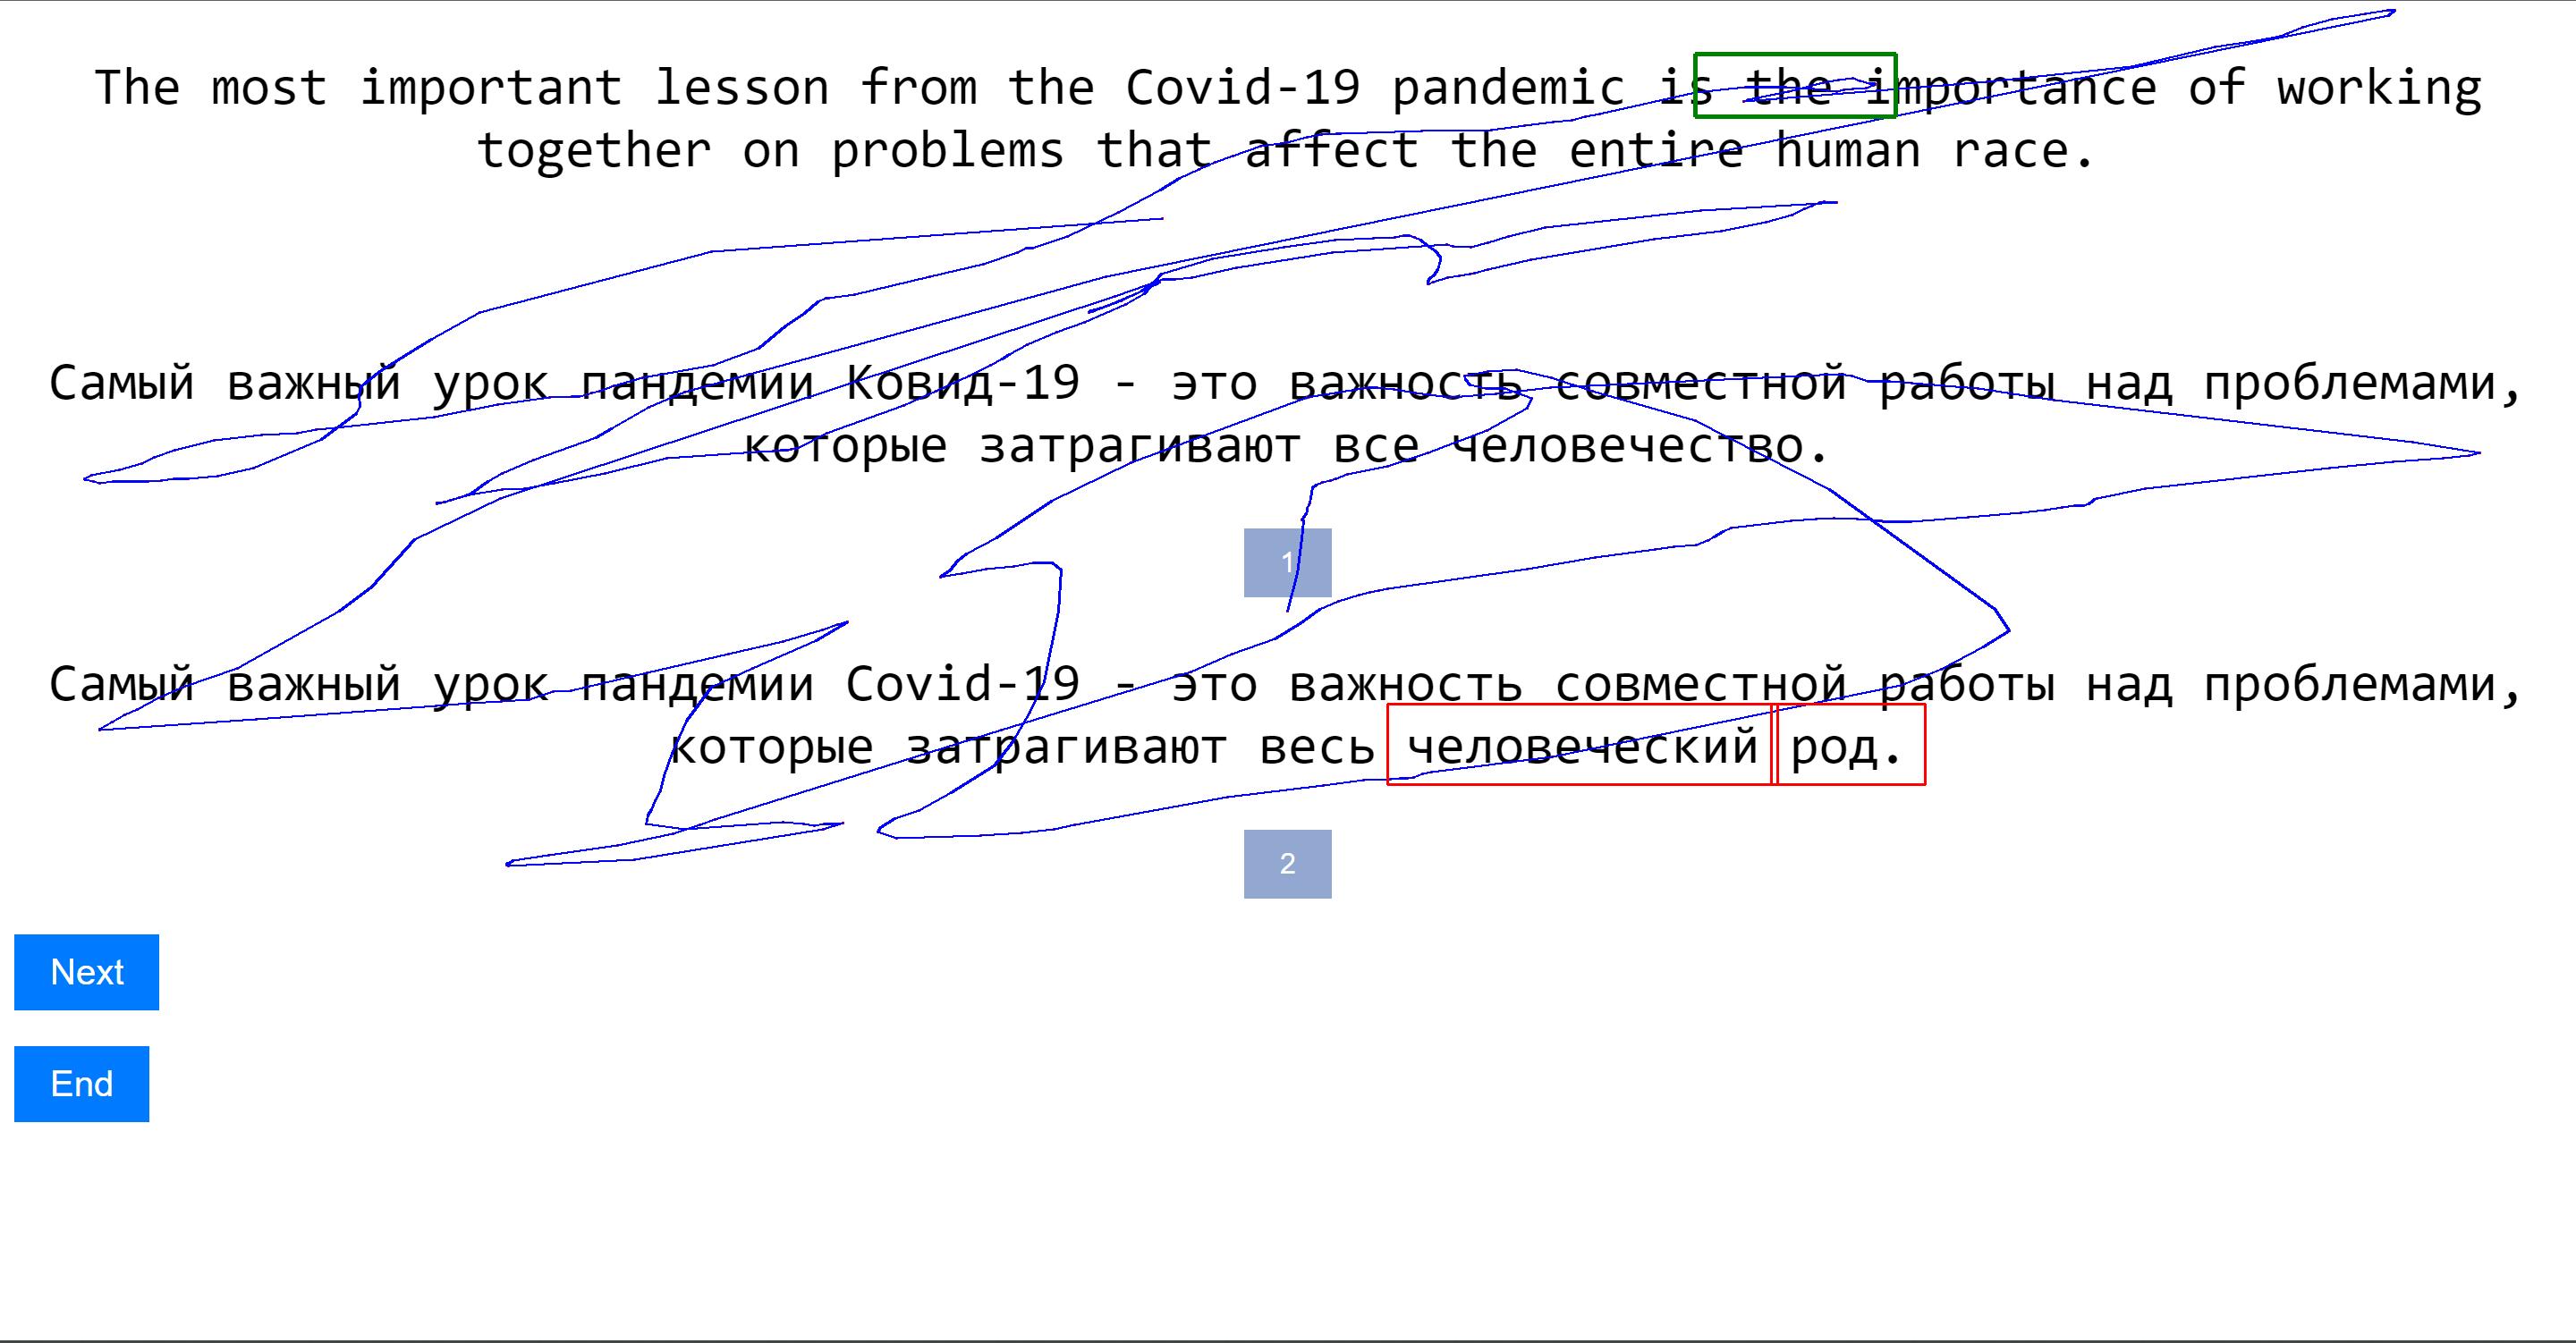 The most important lesson from the Covid-19 pandemic is the importance of working
together on problems that affect the entire human race.
Самый важный урок пандемии Ковид-19 - это важность совместной работы над проблемами,
которые затрагивают все человечество.
1
Самый важный урок пандемии Covid-19 - это важность совместной работы над проблемами,
которые затрагивают весь человеческий род.
2
Next
End